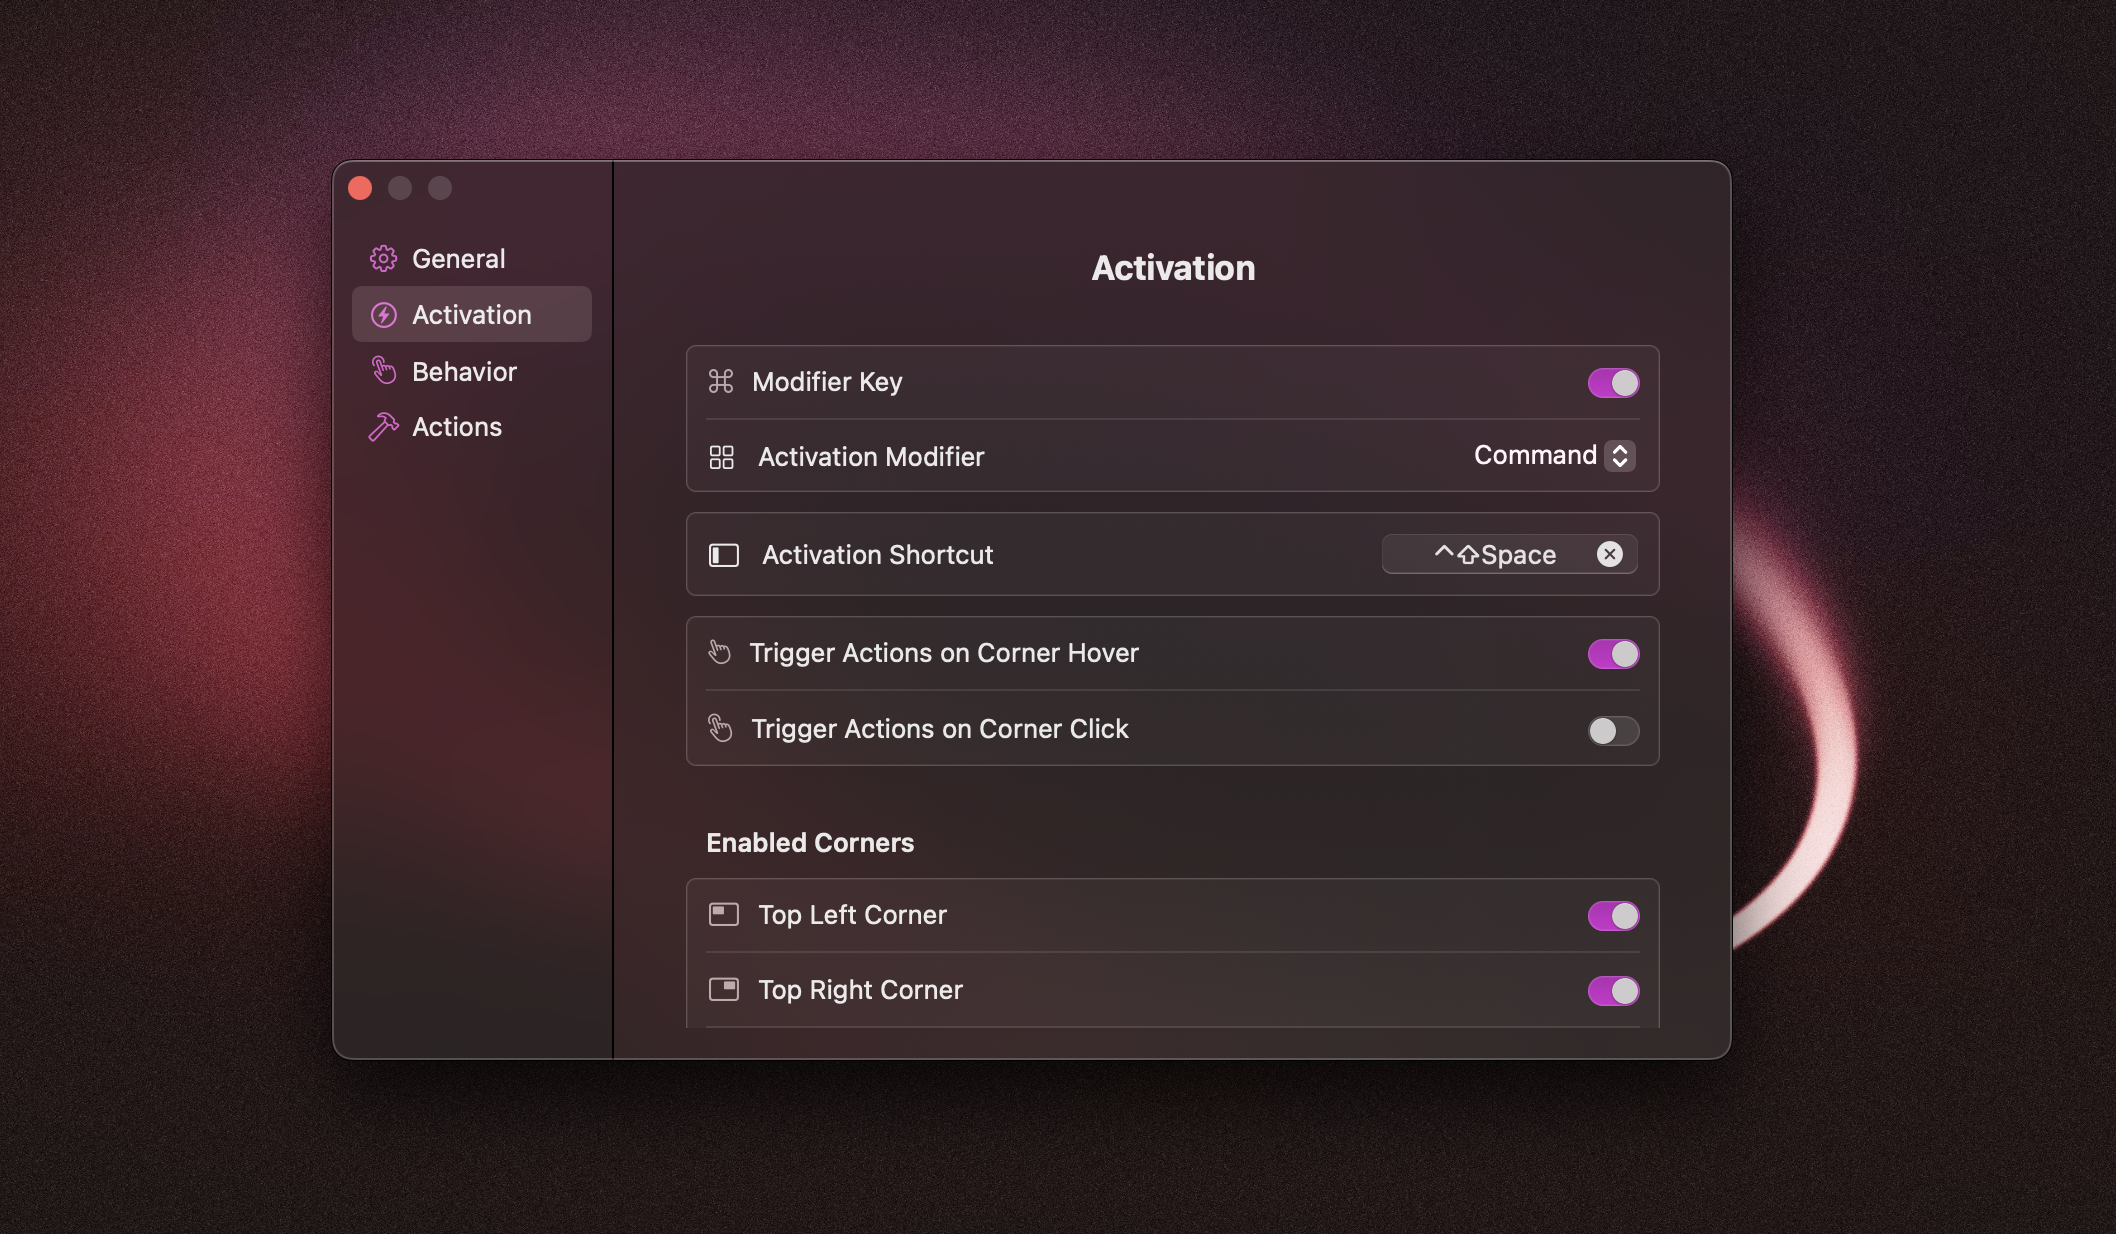 General
Activation
Behavior
Actions
Activation
Modifier Key
Activation Modifier Command
Activation Shortcut ^⇧Space
Trigger Actions on Corner Hover
Trigger Actions on Corner Click
Enabled Corners
Top Left Corner
Top Right Corner